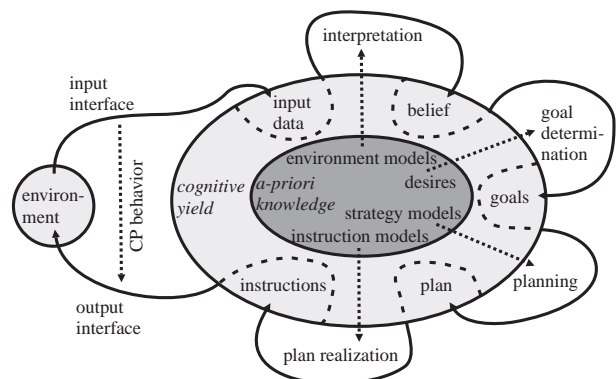 interpretation
input
interface
input
data
belief
goal
determi-
nation
environment models
desires
cognitive
yield
a-priori
knowledge
environ-
ment
CP behavior
goals
strategy models
instruction models
instructions
plan
planning
output
interface
plan realization